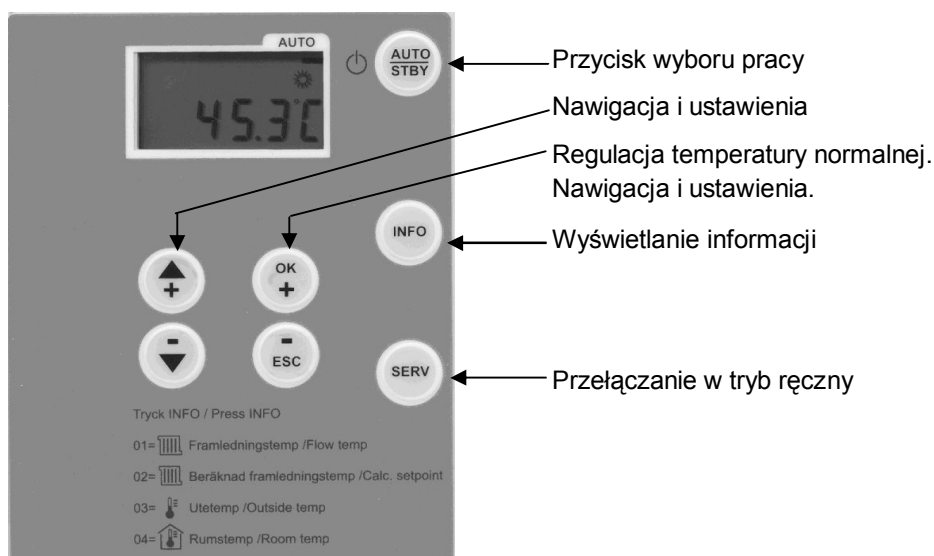 AUTO
45.3°C
AUTO
STBY
Przycisk wyboru pracy
Nawigacja i ustawienia
Regulacja temperatury normalnej.
Nawigacja i ustawienia.
INFO
Wyświetlanie informacji
OK
+
+
-
-
ESC
SERV
Przełączanie w tryb ręczny
Tryck INFO / Press INFO
01= Framledningstemp /Flow temp
02= Beräknad framledningstemp /Calc. setpoint
03= Utetemp /Outside temp
04= Rumstemp /Room temp